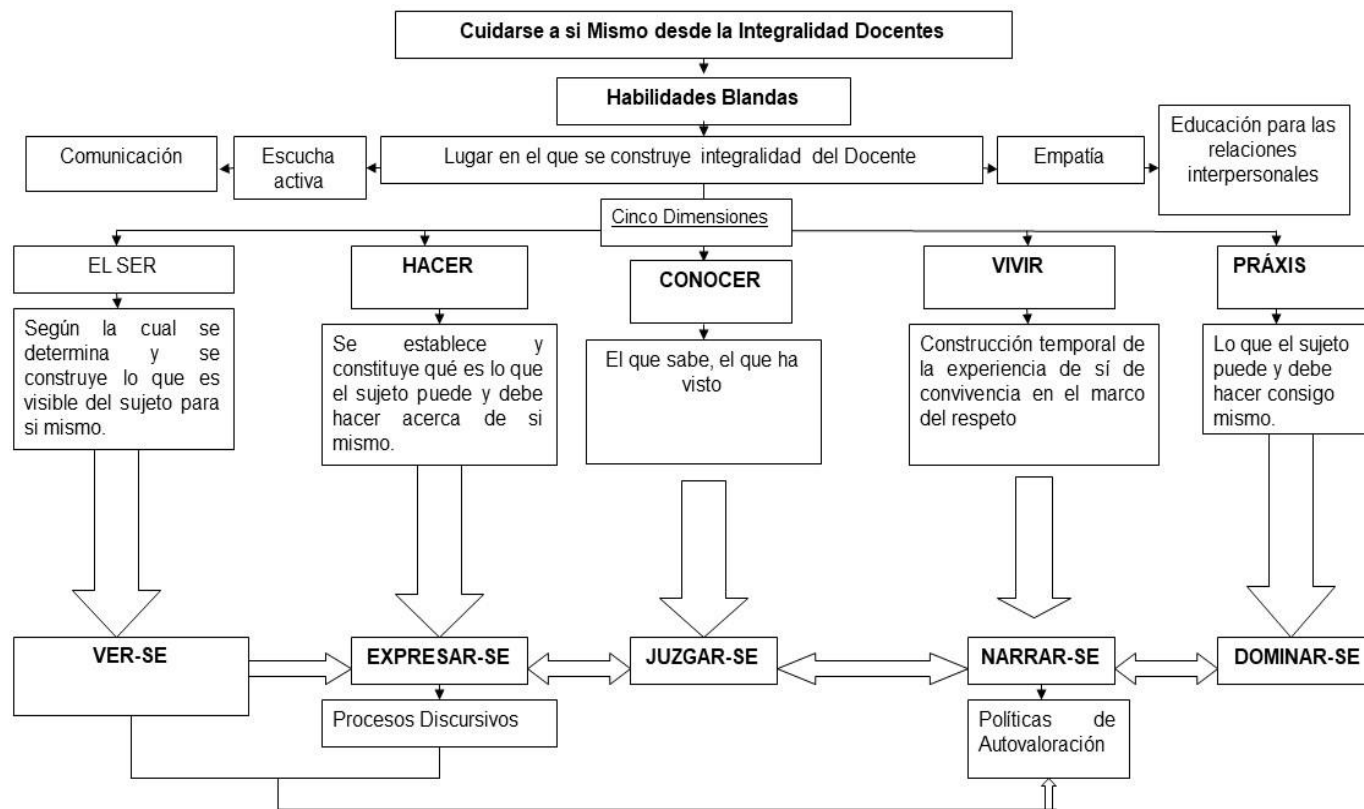 Cuidarse a si Mismo desde la Integralidad Docentes
Habilidades Blandas
Comunicación
Escucha
activa
Lugar en el que se construye integralidad del Docente
Empatía
Educación para las
relaciones
interpersonales
Cinco Dimensiones
EL SER
HACER
CONOCER
VIVIR
PRÁXIS
Según la cual se
determina y se
construye lo que es
visible del sujeto para
si mismo.
Se establece y
constituye qué es lo que
el sujeto puede y debe
hacer acerca de si
mismo.
El que sabe, el que ha
visto
Construcción temporal de
la experiencia de sí de
convivencia en el marco
del respeto
Lo que el sujeto
puede y debe
hacer consigo
mismo.
VER-SE
EXPRESAR-SE
JUZGAR-SE
NARRAR-SE
DOMINAR-SE
Procesos Discursivos
Políticas de
Autovaloración